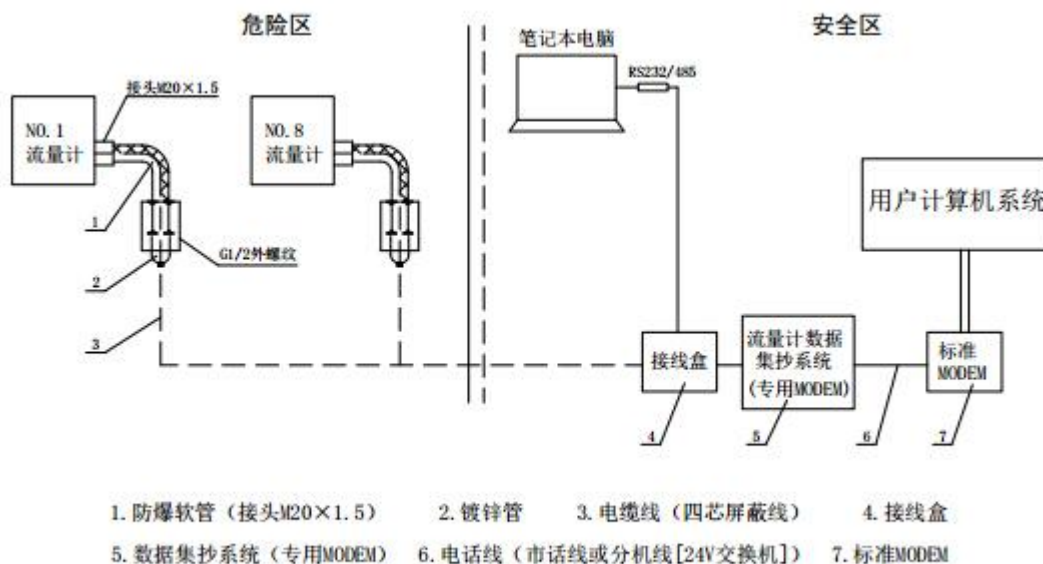 危险区
安全区
笔记本电脑
RS232/485
接头M20×1.5
NO.1
流量计
NO.8
流量计
用户计算机系统
1
G1/2外螺纹
2
3
接线盒
流量计数据
集抄系统
(专用MODEM)
标准
MODEM
4
5
6
7
1.防爆软管（接头M20×1.5） 2.镀锌管 3.电缆线（四芯屏蔽线） 4.接线盒
5.数据集抄系统（专用MODEM） 6.电话线（市话线或分机线[24V交换机]） 7.标准MODEM